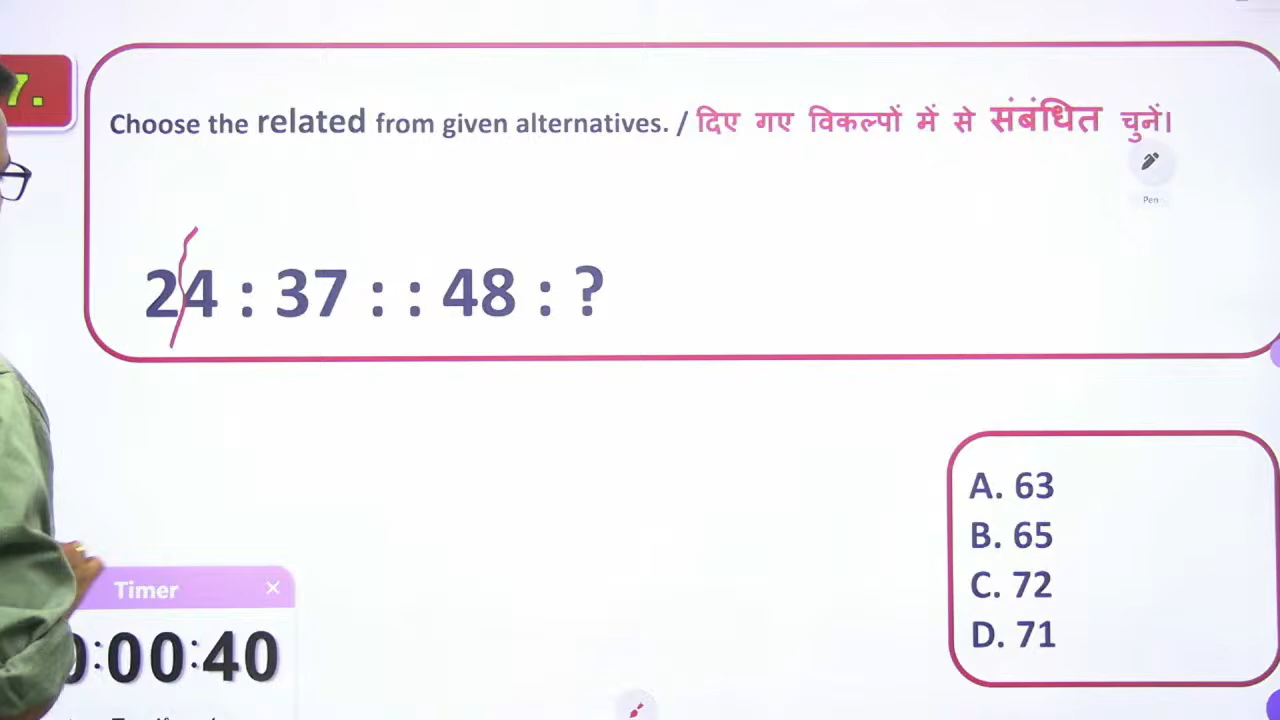 7.
Choose the related from given alternatives. / दिए गए विकल्पों में से संबंधित चुनें।
Pen
24 : 37 : : 48 : ?
A. 63
B. 65
C. 72
D. 71
Timer ×
0:00:40